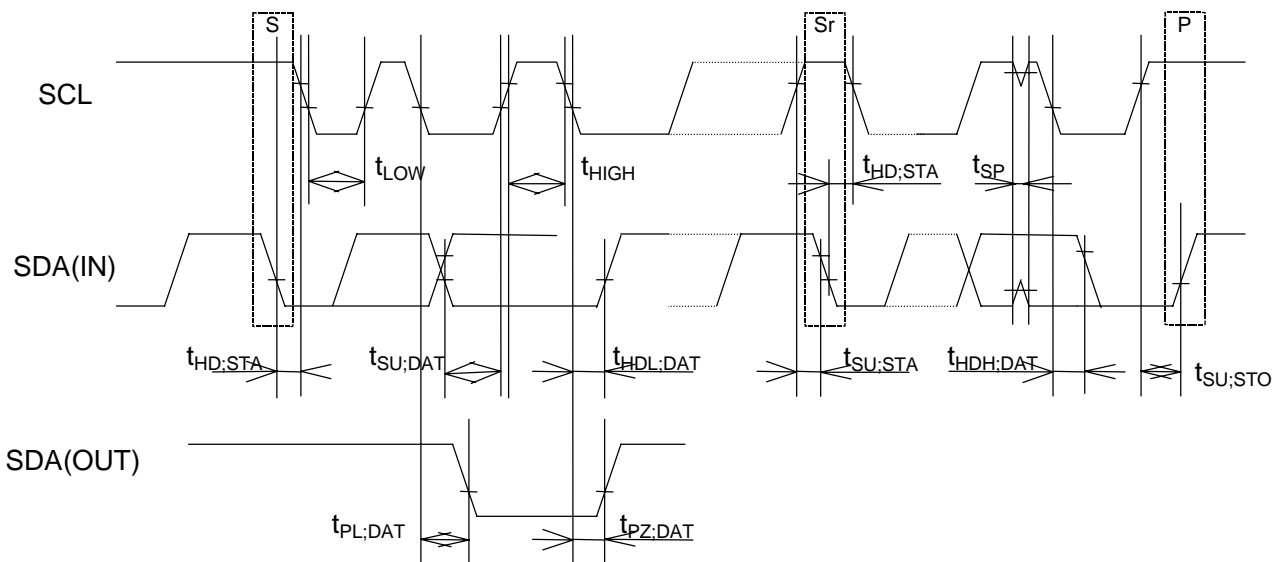 S Sr P
SCL
tLOW tHIGH tHD;STA tSP
SDA(IN)
tHD;STA tSU;DAT tHDL;DAT tSU;STA tHDH;DAT tSU;STO
SDA(OUT)
tPL;DAT tPZ;DAT